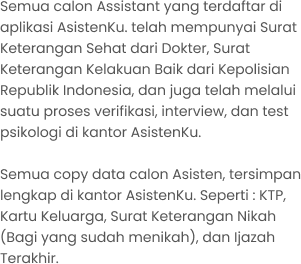 Semua calon Assistant yang terdaftar di
aplikasi AsistenKu. telah mempunyai Surat
Keterangan Sehat dari Dokter, Surat
Keterangan Kelakuan Baik dari Kepolisian
Republik Indonesia, dan juga telah melalui
suatu proses verifikasi, interview, dan test
psikologi di kantor AsistenKu.

Semua copy data calon Asisten, tersimpan
lengkap di kantor AsistenKu. Seperti : KTP,
Kartu Keluarga, Surat Keterangan Nikah
(Bagi yang sudah menikah), dan Ijazah
Terakhir.